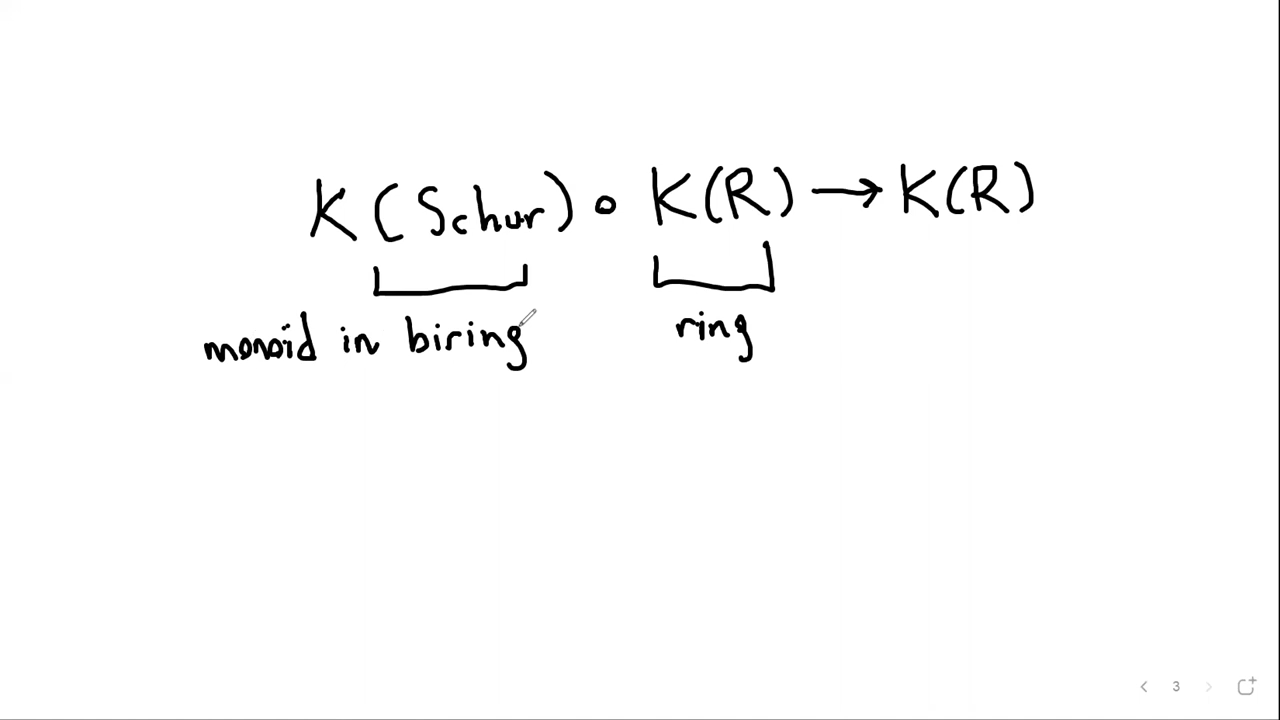 K(Schur) ∘ K(R) → K(R)
monoid in biring ring
3